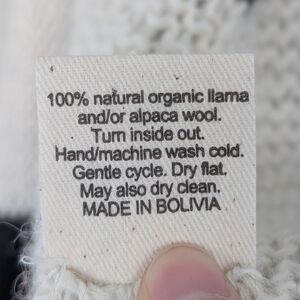 100% natural organic llama
and/or alpaca wool.
Turn inside out.
Hand/machine wash cold.
Gentle cycle. Dry flat.
May also dry clean.
MADE IN BOLIVIA